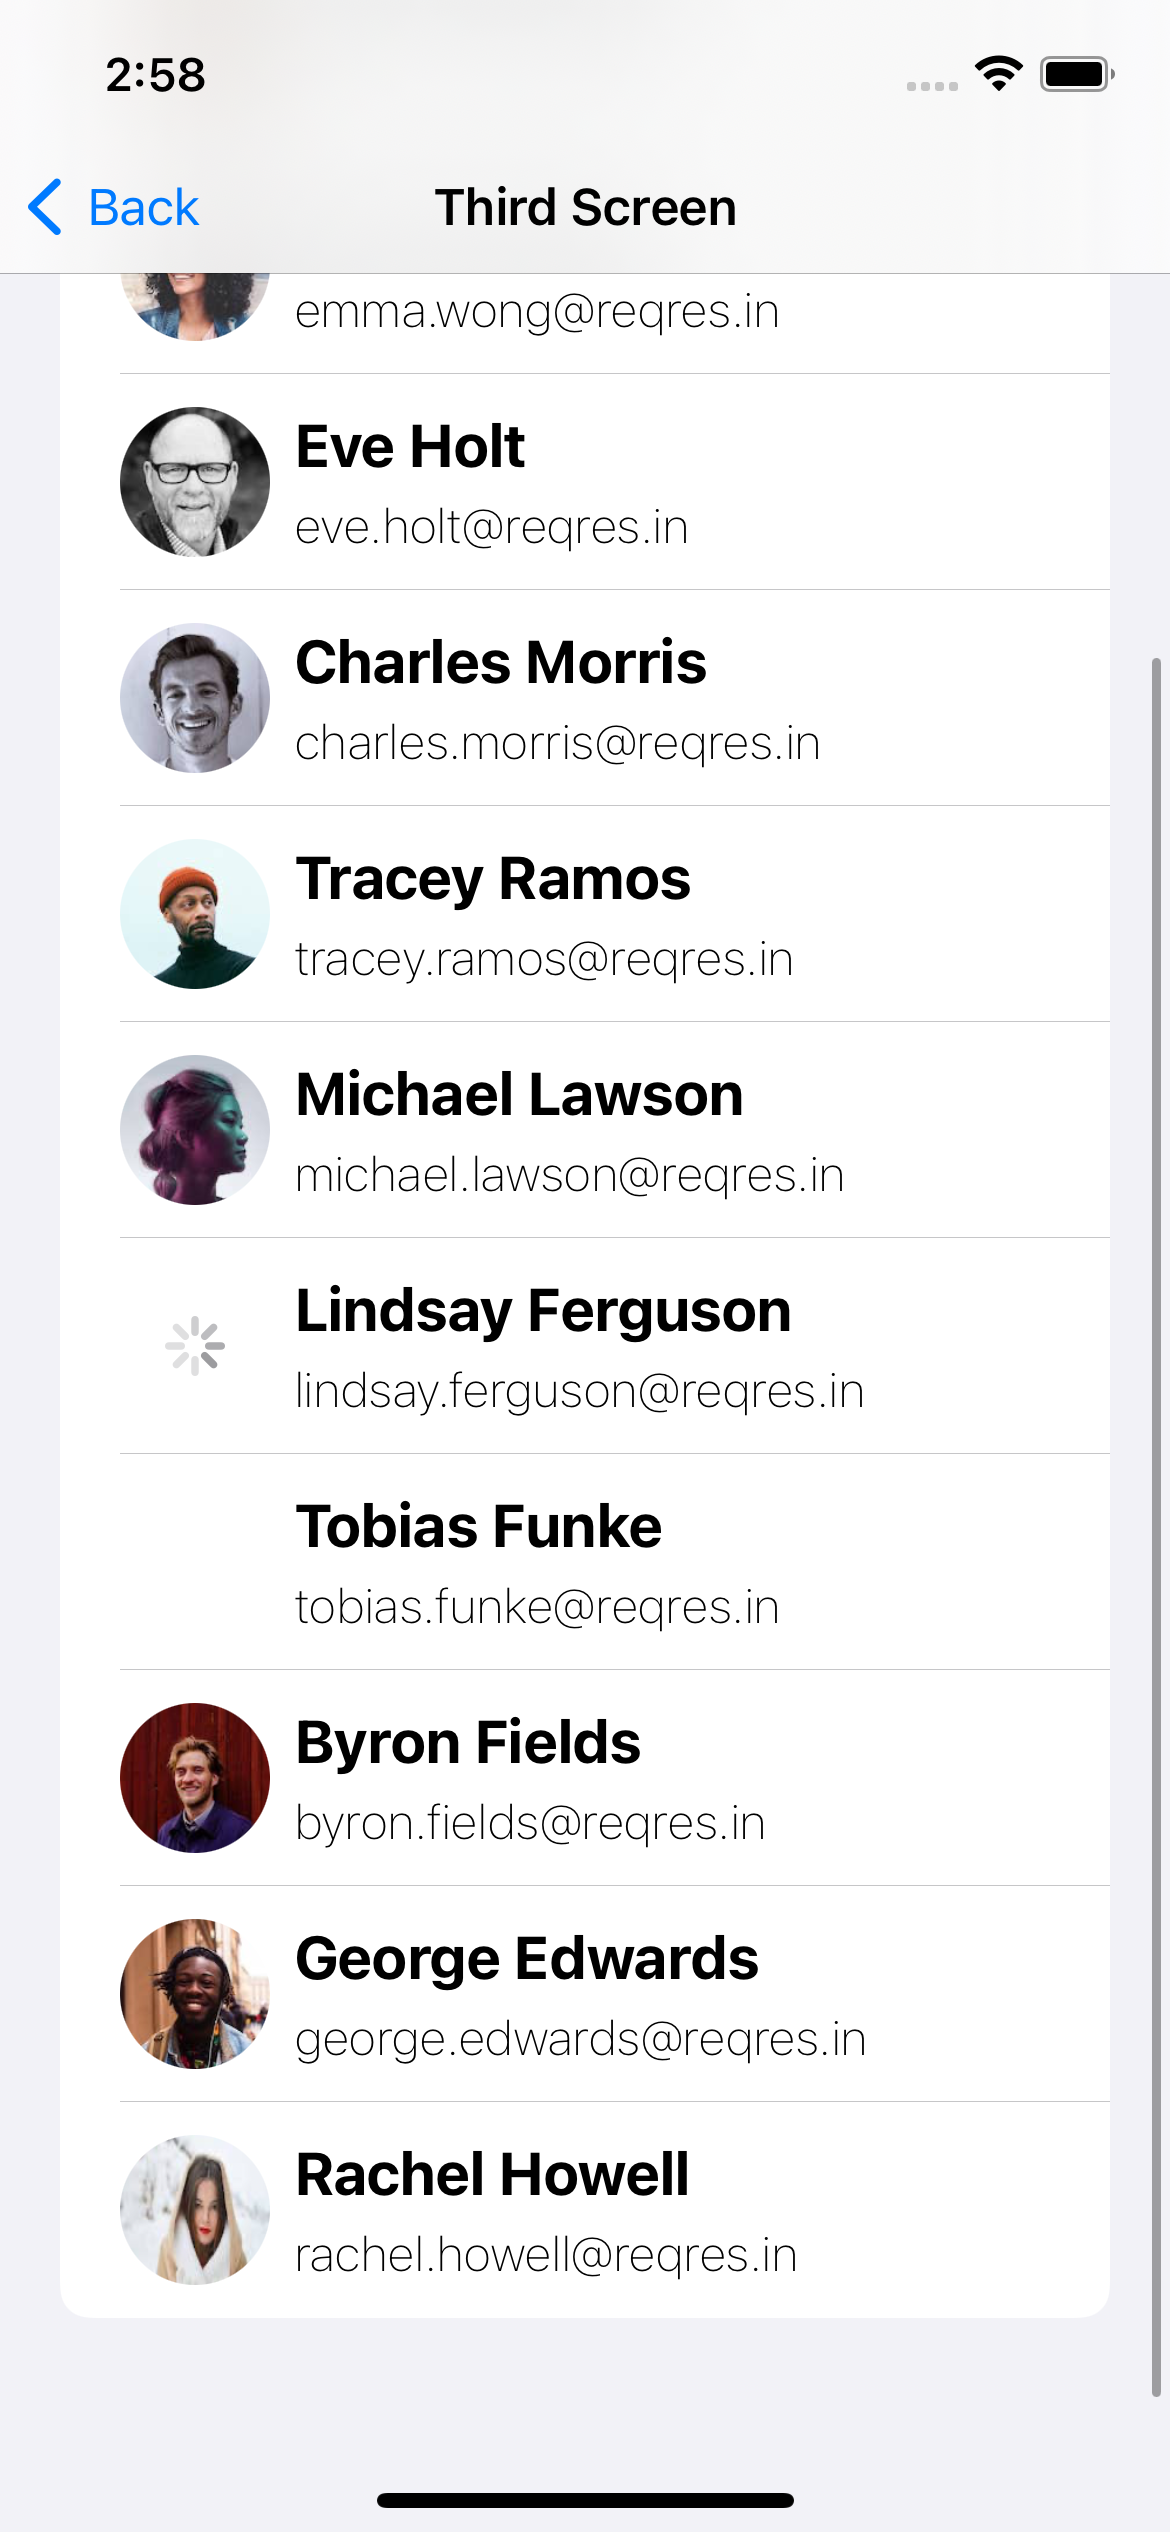 2:58
Back
Third Screen
emma.wong@reqres.in
Eve Holt
eve.holt@reqres.in
Charles Morris
charles.morris@reqres.in
Tracey Ramos
tracey.ramos@reqres.in
Michael Lawson
michael.lawson@reqres.in
Lindsay Ferguson
lindsay.ferguson@reqres.in
Tobias Funke
tobias.funke@reqres.in
Byron Fields
byron.fields@reqres.in
George Edwards
george.edwards@reqres.in
Rachel Howell
rachel.howell@reqres.in